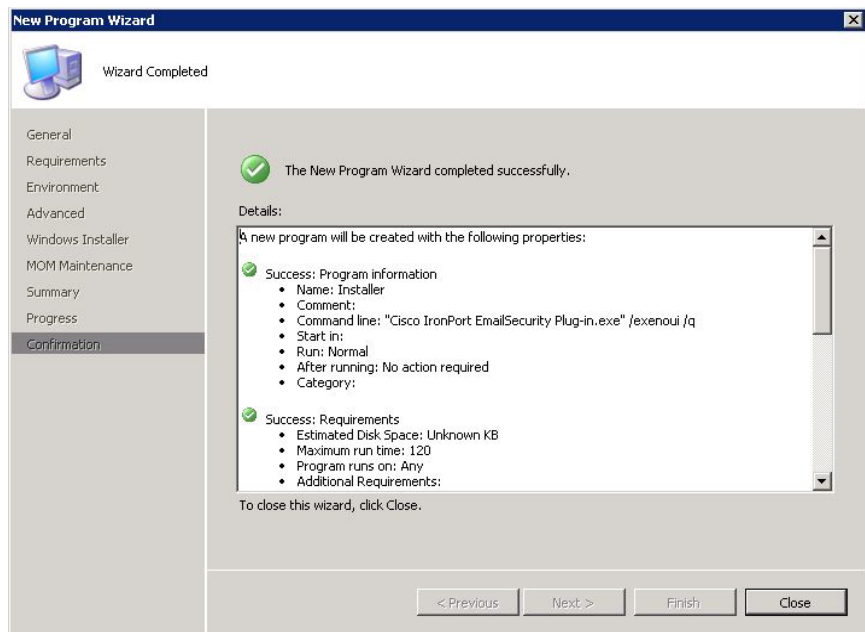 New Program Wizard
Wizard Completed
General
Requirements
Environment
Advanced
Windows Installer
MOM Maintenance
Summary
Progress
Confirmation
The New Program Wizard completed successfully.
Details:
A new program will be created with the following properties:
Success: Program information
• Name: Installer
• Comment:
• Command line: "Cisco IronPort EmailSecurity Plug-in.exe" /exenoui /q
• Start in:
• Run: Normal
• After running: No action required
• Category:
Success: Requirements
• Estimated Disk Space: Unknown KB
• Maximum run time: 120
• Program runs on: Any
• Additional Requirements:
To close this wizard, click Close.
< Previous
Next >
Finish
Close